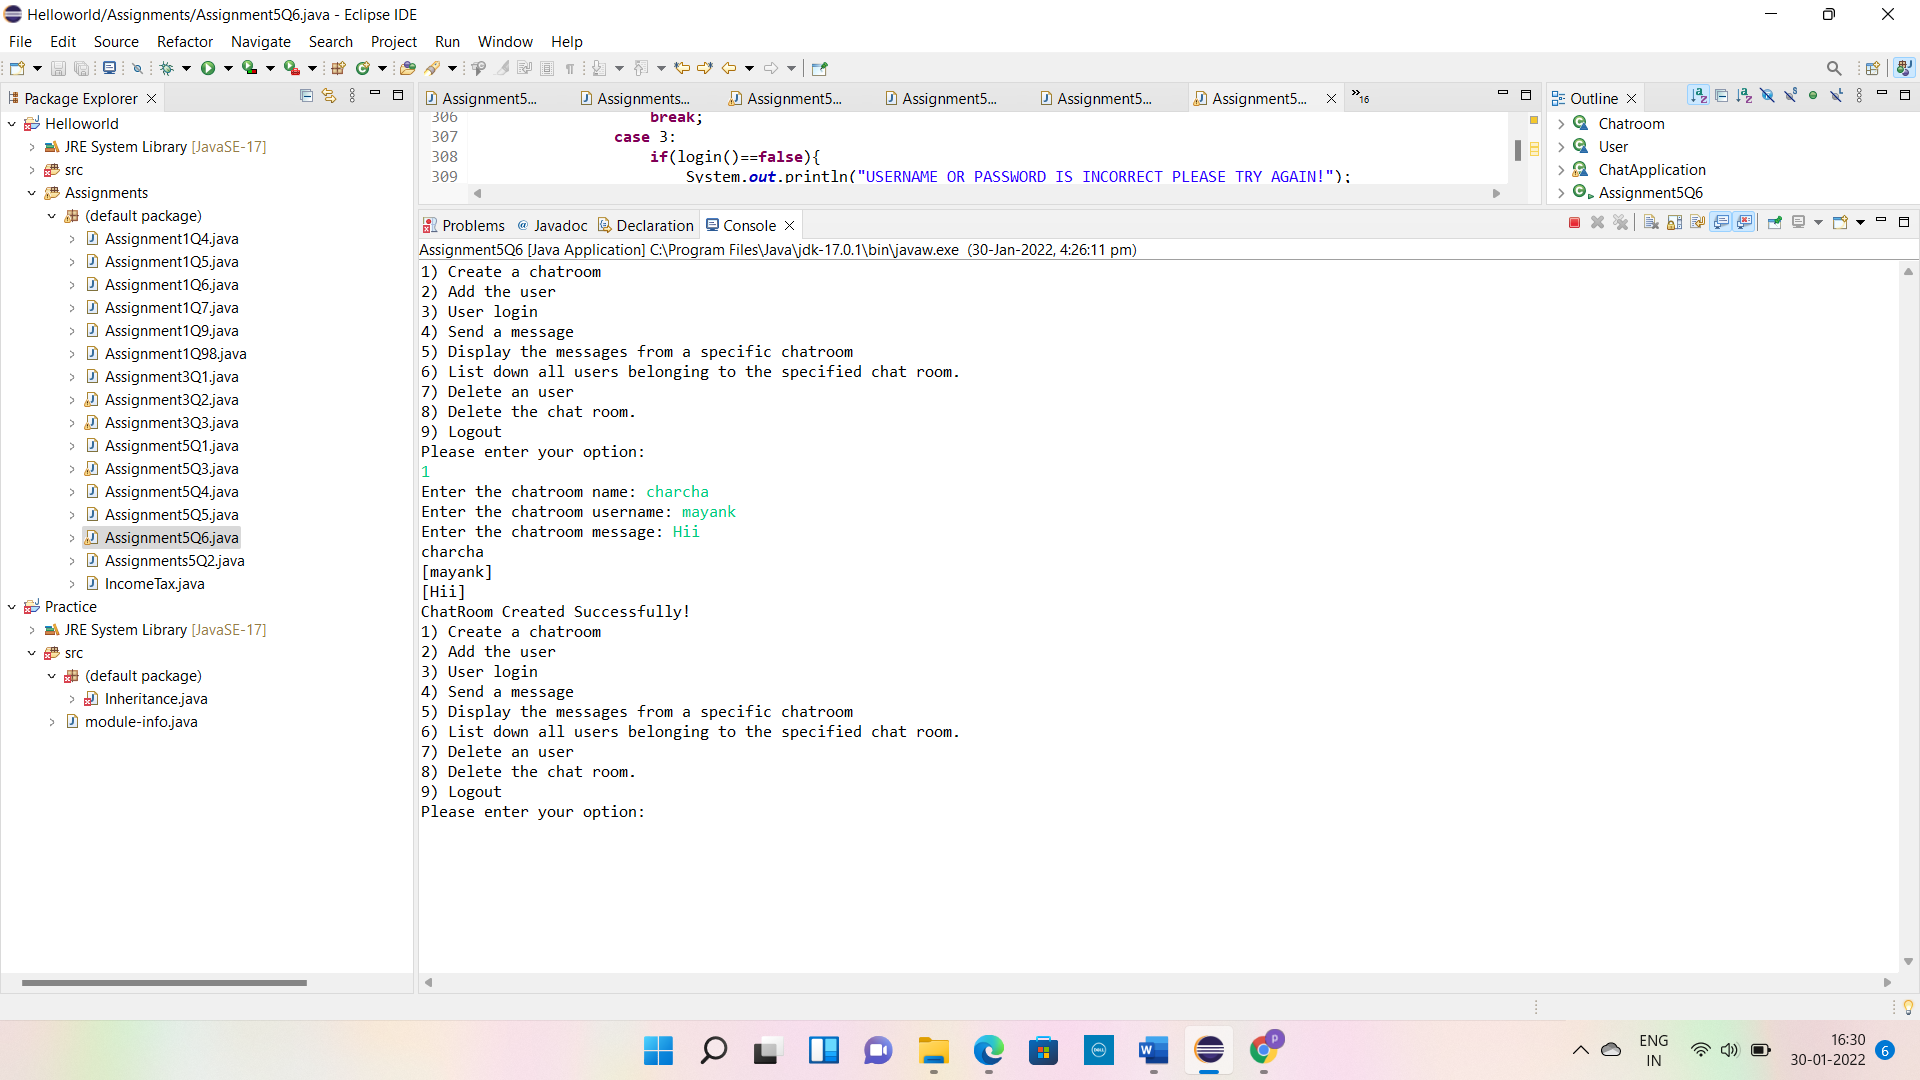 Helloworld/Assignments/Assignment5Q6.java - Eclipse IDE
File Edit Source Refactor Navigate Search Project Run Window Help
Package Explorer
Helloworld
JRE System Library [JavaSE-17]
src
Assignments
(default package)
Assignment1Q4.java
Assignment1Q5.java
Assignment1Q6.java
Assignment1Q7.java
Assignment1Q9.java
Assignment1Q98.java
Assignment3Q1.java
Assignment3Q2.java
Assignment3Q3.java
Assignment5Q1.java
Assignment5Q3.java
Assignment5Q4.java
Assignment5Q5.java
Assignment5Q6.java
Assignments5Q2.java
IncomeTax.java
Practice
JRE System Library [JavaSE-17]
src
(default package)
Inheritance.java
module-info.java
Assignment5... Assignments... Assignment5... Assignment5... Assignment5... Assignment5... »16
306 break;
307 case 3:
308 if(login()==false){
309 System.out.println("USERNAME OR PASSWORD IS INCORRECT PLEASE TRY AGAIN!");
Outline
Chatroom
User
ChatApplication
Assignment5Q6
Problems @ Javadoc Declaration Console
Assignment5Q6 [Java Application] C:\Program Files\Java\jdk-17.0.1\bin\javaw.exe (30-Jan-2022, 4:26:11 pm)
1) Create a chatroom
2) Add the user
3) User login
4) Send a message
5) Display the messages from a specific chatroom
6) List down all users belonging to the specified chat room.
7) Delete an user
8) Delete the chat room.
9) Logout
Please enter your option:
1
Enter the chatroom name: charcha
Enter the chatroom username: mayank
Enter the chatroom message: Hii
charcha
[mayank]
[Hii]
ChatRoom Created Successfully!
1) Create a chatroom
2) Add the user
3) User login
4) Send a message
5) Display the messages from a specific chatroom
6) List down all users belonging to the specified chat room.
7) Delete an user
8) Delete the chat room.
9) Logout
Please enter your option:
ENG
IN
16:30
30-01-2022
6